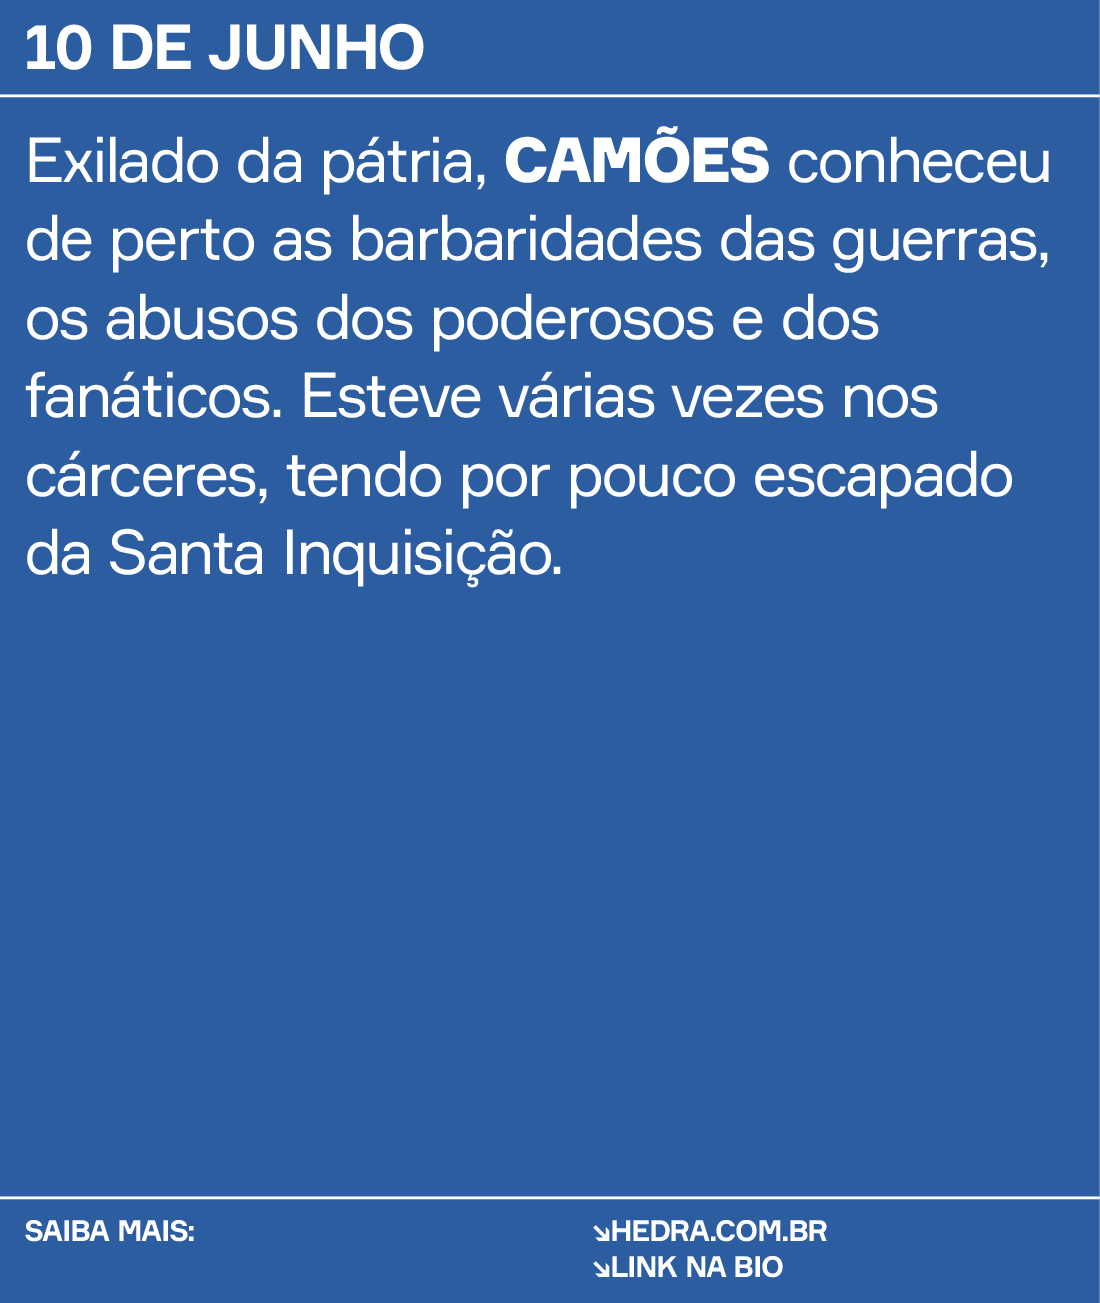 10 DE JUNHO
Exilado da pátria, CAMÕES conheceu
de perto as barbaridades das guerras,
os abusos dos poderosos e dos
fanáticos. Esteve várias vezes nos
cárceres, tendo por pouco escapado
da Santa Inquisição.
SAIBA MAIS:
↘HEDRA.COM.BR
↘LINK NA BIO